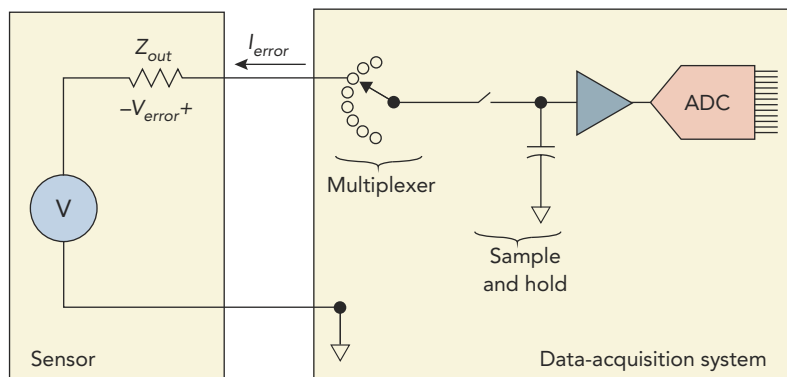 Z_out
I_error
–V_error+
V
ADC
Multiplexer
Sample
and hold
Sensor
Data-acquisition system